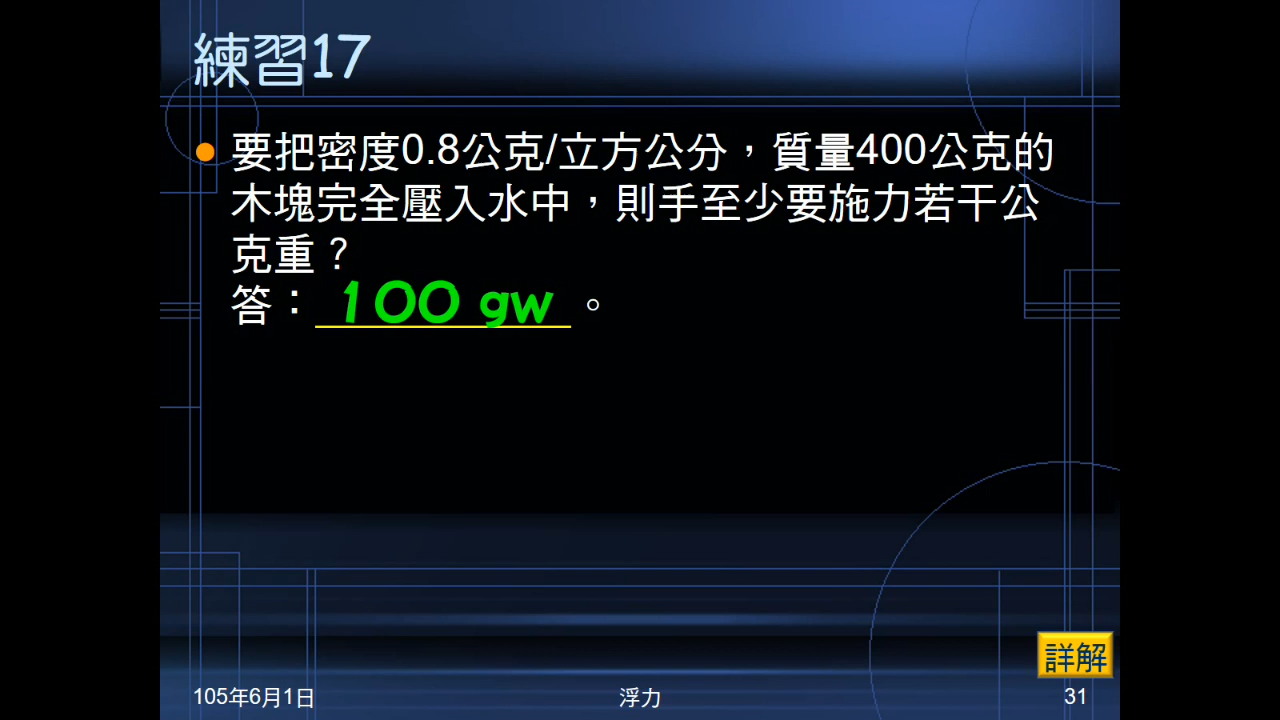 練習17
要把密度0.8公克/立方公分，質量400公克的
木塊完全壓入水中，則手至少要施力若干公
克重？
答：100 gw。
詳解
105年6月1日
浮力
31